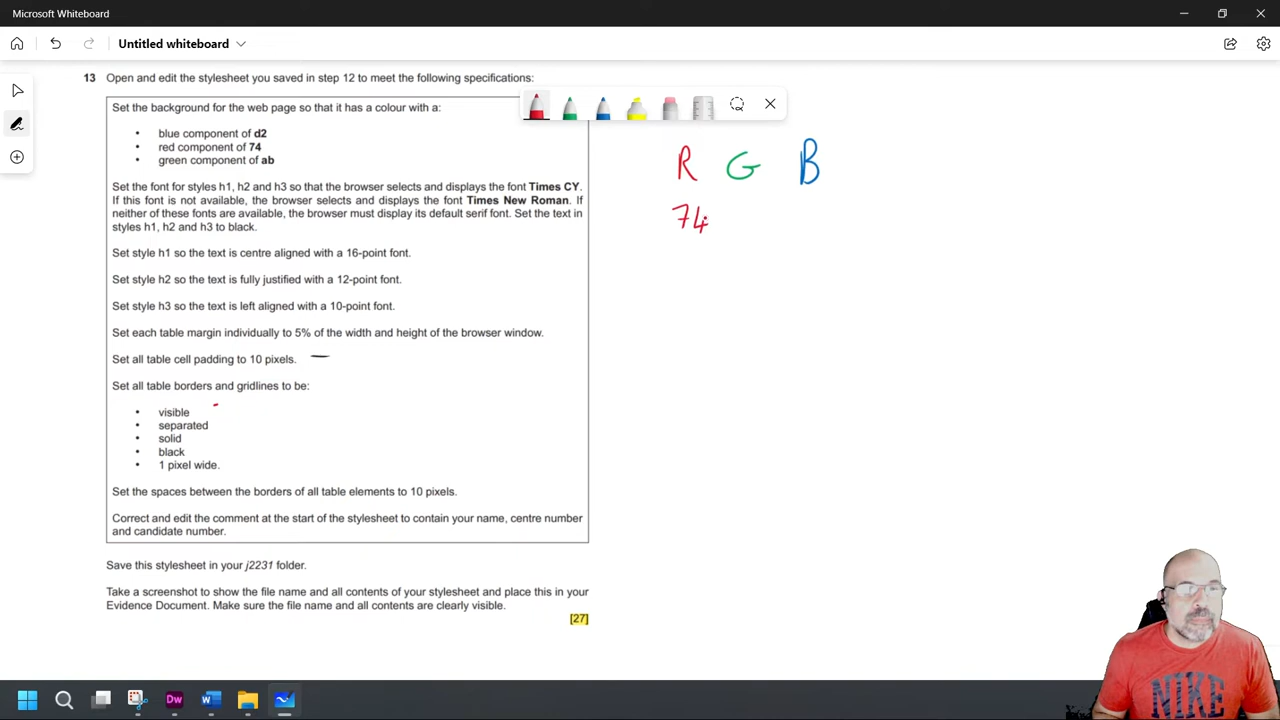 Microsoft Whiteboard
Untitled whiteboard
13 Open and edit the stylesheet you saved in step 12 to meet the following specifications:
Set the background for the web page so that it has a colour with a:
• blue component of d2
• red component of 74
• green component of ab
Set the font for styles h1, h2 and h3 so that the browser selects and displays the font Times CY.
If this font is not available, the browser selects and displays the font Times New Roman. If
neither of these fonts are available, the browser must display its default serif font. Set the text in
styles h1, h2 and h3 to black.
Set style h1 so the text is centre aligned with a 16-point font.
Set style h2 so the text is fully justified with a 12-point font.
Set style h3 so the text is left aligned with a 10-point font.
Set each table margin individually to 5% of the width and height of the browser window.
Set all table cell padding to 10 pixels.
Set all table borders and gridlines to be:
• visible
• separated
• solid
• black
• 1 pixel wide.
Set the spaces between the borders of all table elements to 10 pixels.
Correct and edit the comment at the start of the stylesheet to contain your name, centre number
and candidate number.
Save this stylesheet in your j2231 folder.
Take a screenshot to show the file name and all contents of your stylesheet and place this in your
Evidence Document. Make sure the file name and all contents are clearly visible.
[27]
R G B
74
Dw
W
NIKE